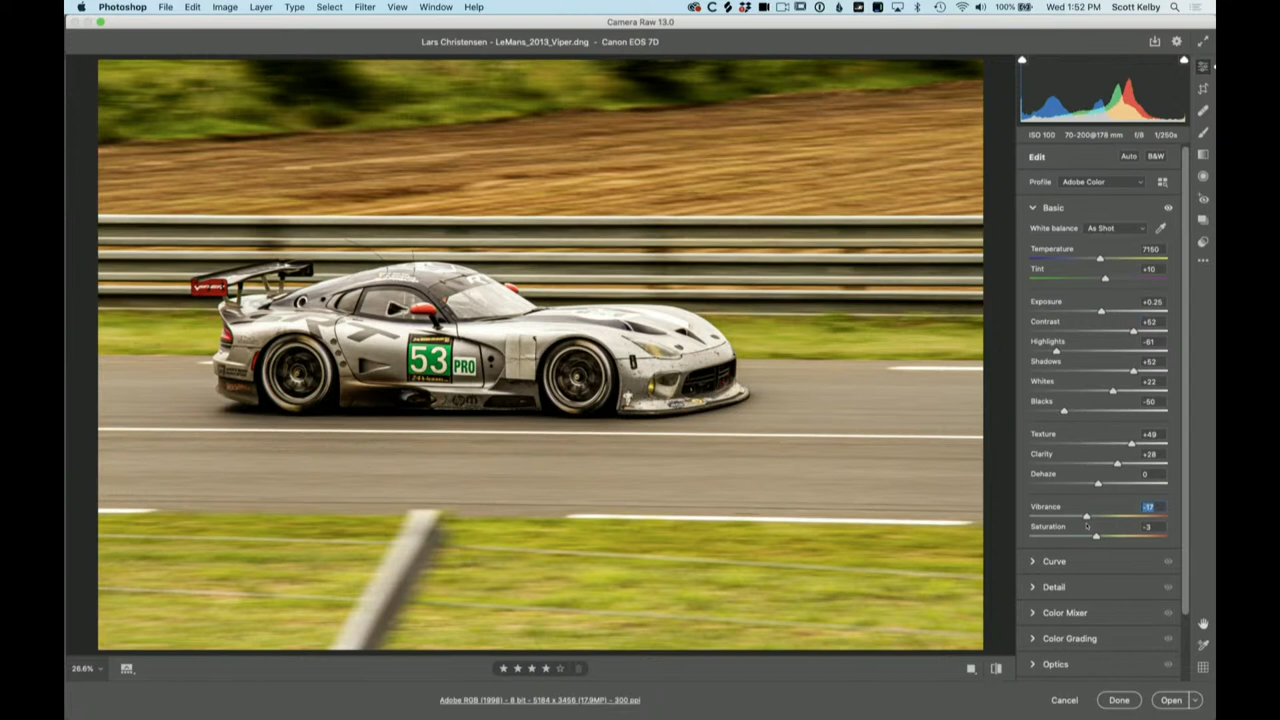 Photoshop File Edit Image Layer Type Select Filter View Window Help 100% Wed 1:52 PM Scott Kelby
Camera Raw 13.0
Lars Christensen - LeMans_2013_Viper.dng - Canon EOS 7D
ISO 100 70-200@178 mm f/8 1/250s
Edit Auto B&W
Profile Adobe Color
Basic
White balance As Shot
Temperature 7150
Tint +10
Exposure +0.25
Contrast +52
Highlights -61
Shadows +52
Whites +22
Blacks -50
Texture +49
Clarity +28
Dehaze 0
Vibrance -17
Saturation -3
Curve
Detail
Color Mixer
Color Grading
Optics
53
PRO
26.6%
Adobe RGB (1998) - 8 bit - 5184 x 3456 (17.9MP) - 300 ppi
Cancel Done Open